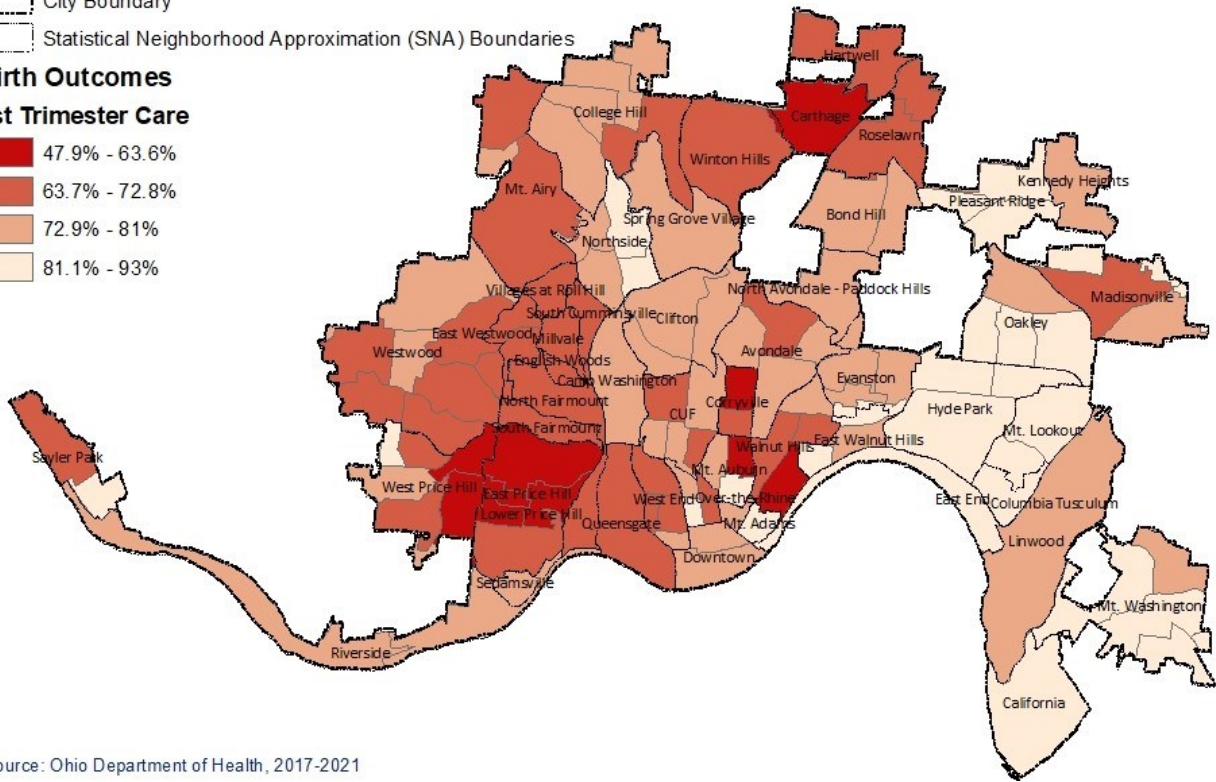 City Boundary
Statistical Neighborhood Approximation (SNA) Boundaries
irth Outcomes
st Trimester Care
47.9% - 63.6%
63.7% - 72.8%
72.9% - 81%
81.1% - 93%
Hartwell
College Hill
Carthage
Roselawn
Winton Hills
Mt. Airy
Kennedy Heights
Pleasant Ridge
Spring Grove Village
Bond Hill
Northside
Villages at Roll Hill
North Avondale - Paddock Hills
Madisonville
South Cumminsville
Clifton
Oakley
East Westwood
Millvale
Westwood
Avondale
English Woods
Camp Washington
Evanston
North Fairmount
Corryville
CUF
Hyde Park
South Fairmount
Mt. Lookout
Walnut Hills
East Walnut Hills
Sayler Park
Mt. Auburn
West Price Hill
East Price Hill
West End
Over-the-Rhine
East End
Columbia Tusculum
Lower Price Hill
Queensgate
Mt. Adams
Linwood
Downtown
Sedamsville
Mt. Washington
Riverside
California
ource: Ohio Department of Health, 2017-2021